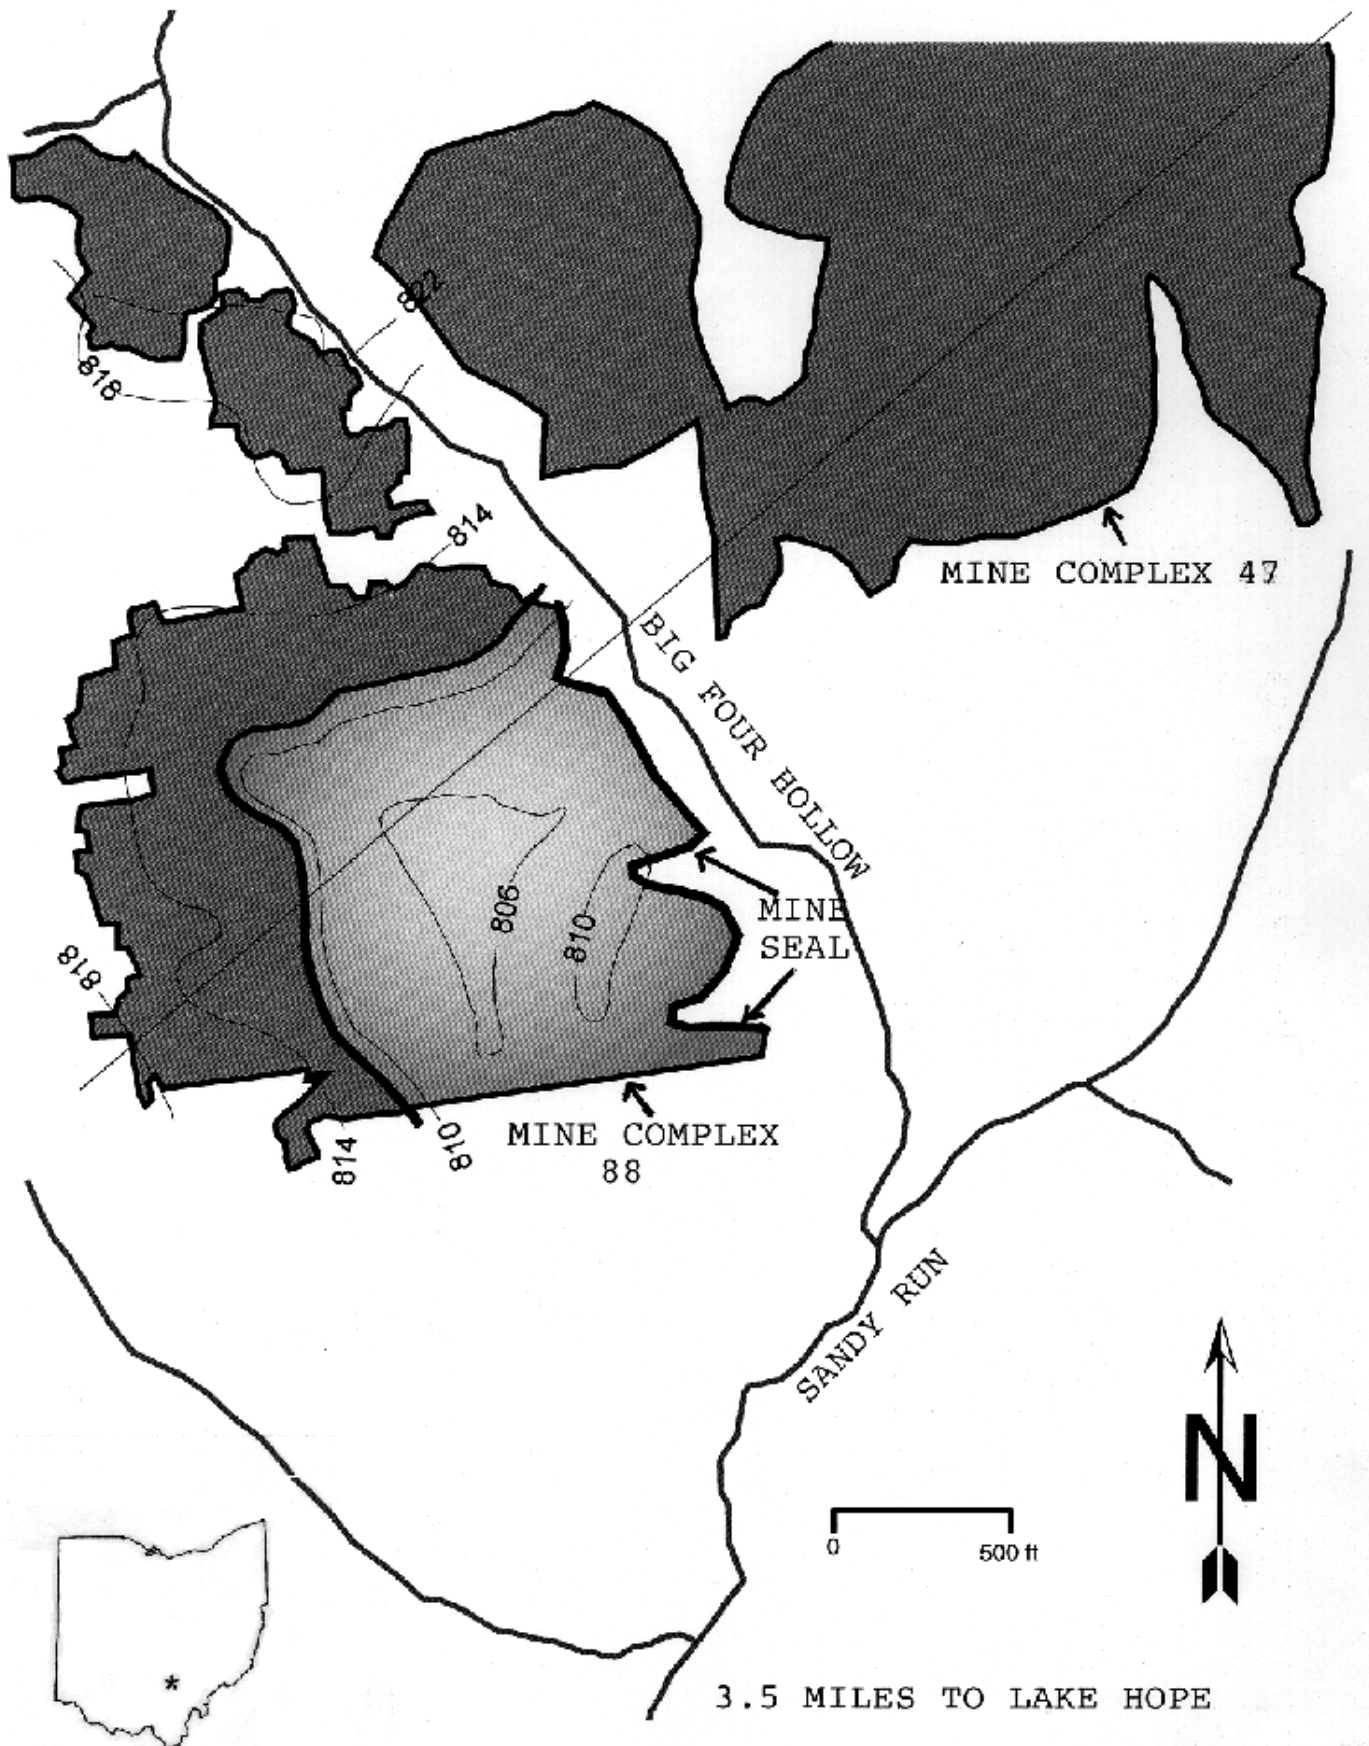 822
818
814
MINE COMPLEX 47
BIG FOUR HOLLOW
806
810
MINE
SEAL
818
MINE COMPLEX
88
810
814
SANDY RUN
N
0
500 ft
*
3.5 MILES TO LAKE HOPE